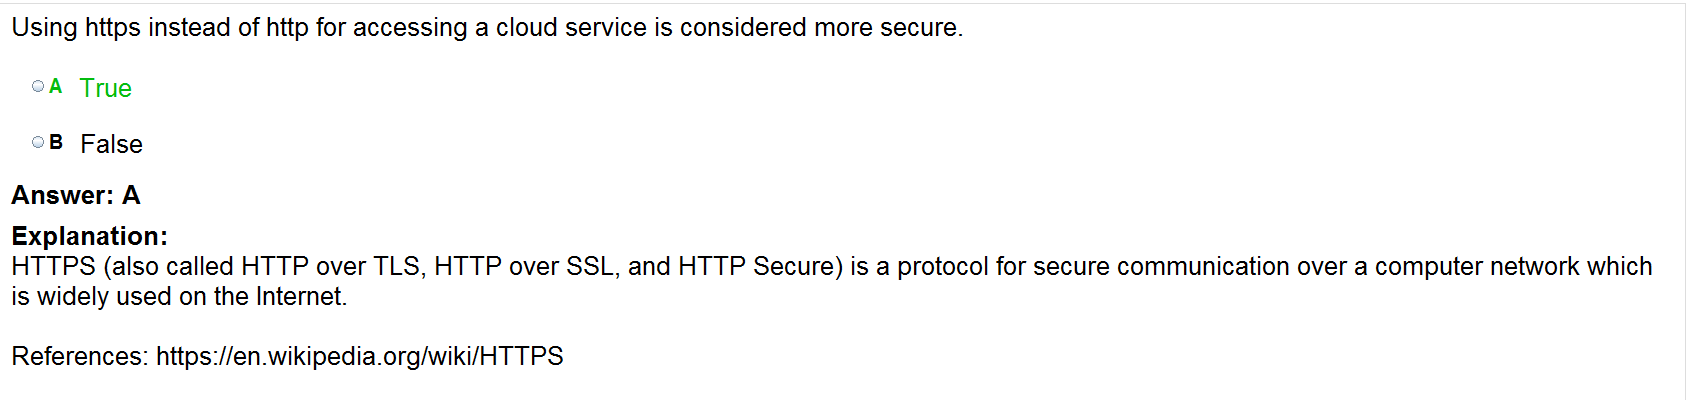 Using https instead of http for accessing a cloud service is considered more secure.
A True
B False
Answer: A
Explanation:
HTTPS (also called HTTP over TLS, HTTP over SSL, and HTTP Secure) is a protocol for secure communication over a computer network which
is widely used on the Internet.
References: https://en.wikipedia.org/wiki/HTTPS